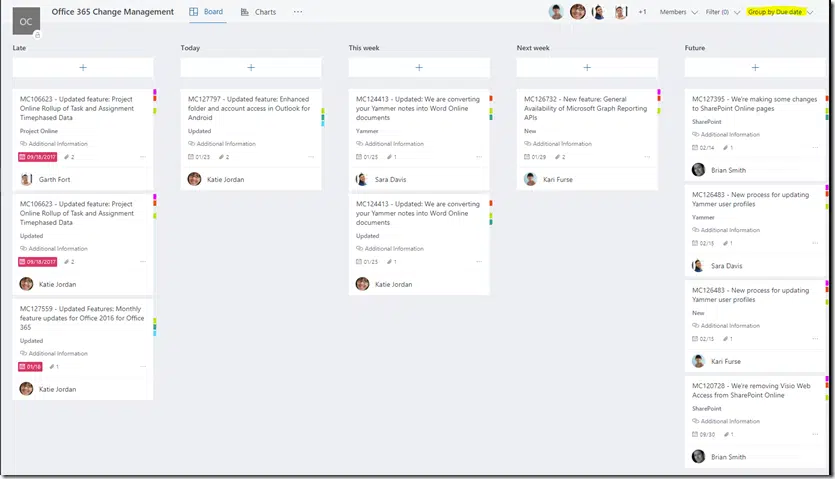 OC
Office 365 Change Management
Board
Charts
...
+1
Members
Filter (0)
Group by Due date
Late
+
MC106623 - Updated feature: Project
Online Rollup of Task and Assignment
Timephased Data
Project Online
Additional Information
09/18/2017
2
...
Garth Fort
MC106623 - Updated feature: Project
Online Rollup of Task and Assignment
Timephased Data
Updated
Additional Information
09/18/2017
2
...
Katie Jordan
MC127559 - Updated Features: Monthly
feature updates for Office 2016 for Office
365
Updated
Additional Information
01/18
1
...
Katie Jordan
Today
+
MC127797 - Updated feature: Enhanced
folder and account access in Outlook for
Android
Updated
Additional Information
01/23
2
...
Katie Jordan
This week
+
MC124413 - Updated: We are converting
your Yammer notes into Word Online
documents
Yammer
Additional Information
01/25
1
...
Sara Davis
MC124413 - Updated: We are converting
your Yammer notes into Word Online
documents
Updated
Additional Information
01/25
1
...
Katie Jordan
Next week
+
MC126732 - New feature: General
Availability of Microsoft Graph Reporting
APIs
New
Additional Information
01/29
2
...
Kari Furse
Future
+
MC127395 - We're making some changes
to SharePoint Online pages
SharePoint
Additional Information
02/14
1
...
Brian Smith
MC126483 - New process for updating
Yammer user profiles
Yammer
Additional Information
02/15
1
...
Sara Davis
MC126483 - New process for updating
Yammer user profiles
New
Additional Information
02/15
1
...
Kari Furse
MC120728 - We're removing Visio Web
Access from SharePoint Online
SharePoint
Additional Information
09/30
1
...
Brian Smith